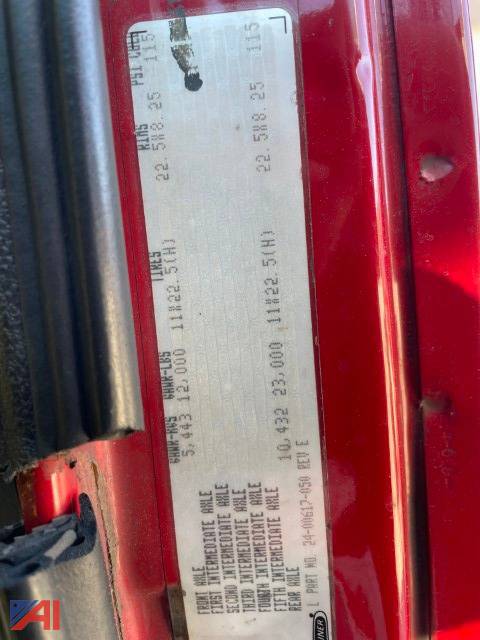 GAWR-KGS GAWR-LBS TIRES RIMS PSI COLD
FRONT AXLE 5,443 12,000 11R22.5(H) 22.5X8.25 115
FIRST INTERMEDIATE AXLE
SECOND INTERMEDIATE AXLE
THIRD INTERMEDIATE AXLE
FOURTH INTERMEDIATE AXLE
FIFTH INTERMEDIATE AXLE
REAR AXLE 10,432 23,000 11R22.5(H) 22.5X8.25 115
L PART NO. 24-00617-050 REV E
AI